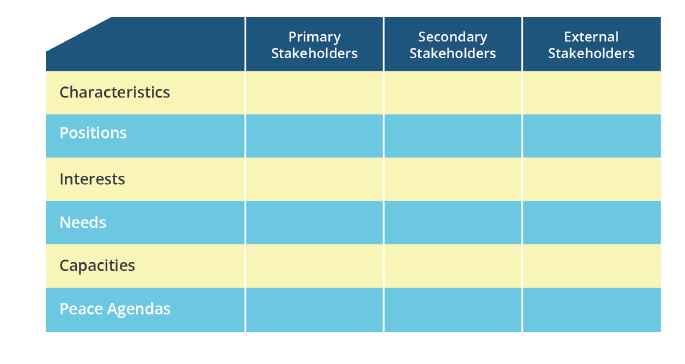 Primary
Stakeholders
Secondary
Stakeholders
External
Stakeholders
Characteristics
Positions
Interests
Needs
Capacities
Peace Agendas